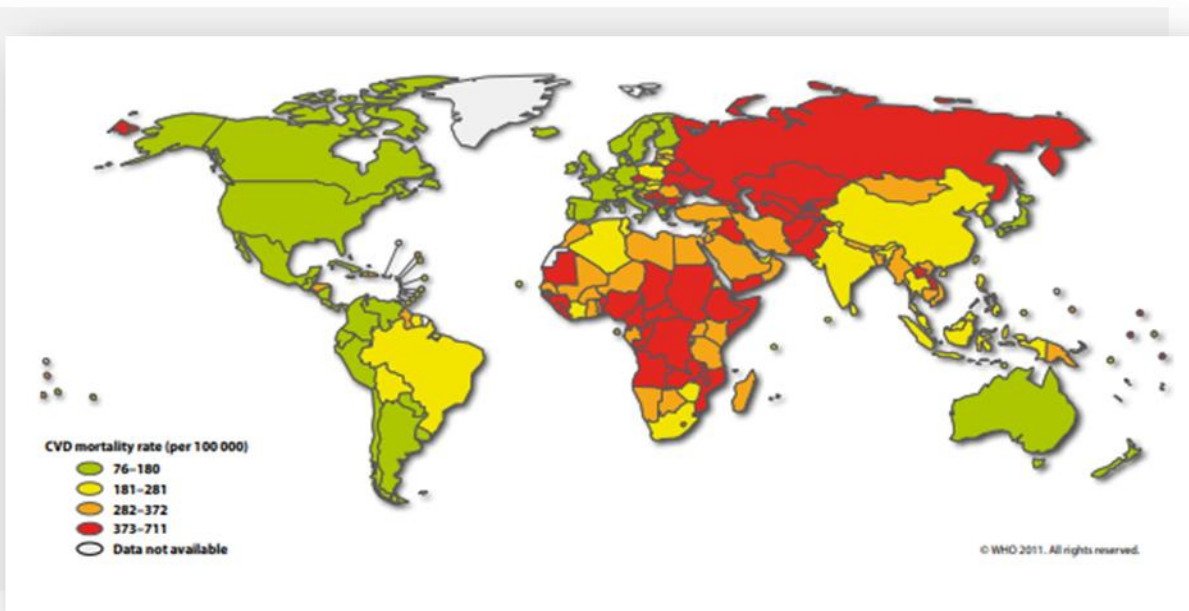 CVD mortality rate (per 100 000)
76–180
181–281
282–372
373–711
Data not available
© WHO 2011. All rights reserved.